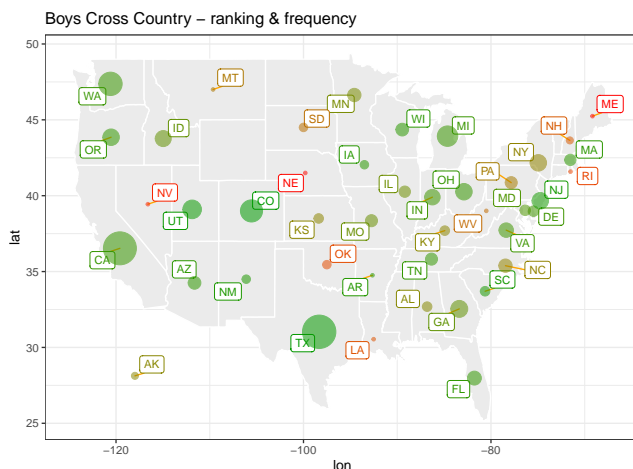 Boys Cross Country – ranking & frequency
50
45
40
35
30
25
lat
WA
MT
ME
MN
OR
ID
SD
WI
MI
NH
NY
MA
IA
PA
RI
NV
NE
OH
NJ
IL
MD
CO
UT
IN
DE
KS
MO
KY
WV
VA
CA
OK
AZ
TN
NC
NM
AR
SC
AL
GA
TX
LA
AK
FL
−120
−100
−80
lon